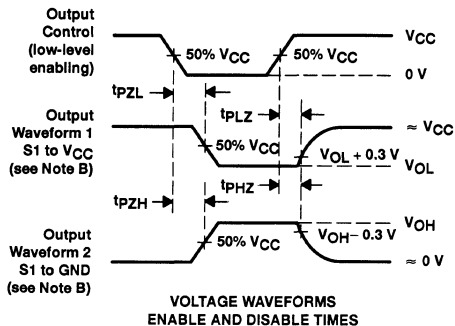 Output
Control
(low-level
enabling)
50% VCC
50% VCC
VCC
0 V
tPZL
tPLZ
Output
Waveform 1
S1 to VCC
(see Note B)
50% VCC
VOL + 0.3 V
≈ VCC
VOL
tPZH
tPHZ
Output
Waveform 2
S1 to GND
(see Note B)
50% VCC
VOH – 0.3 V
VOH
≈ 0 V
VOLTAGE WAVEFORMS
ENABLE AND DISABLE TIMES